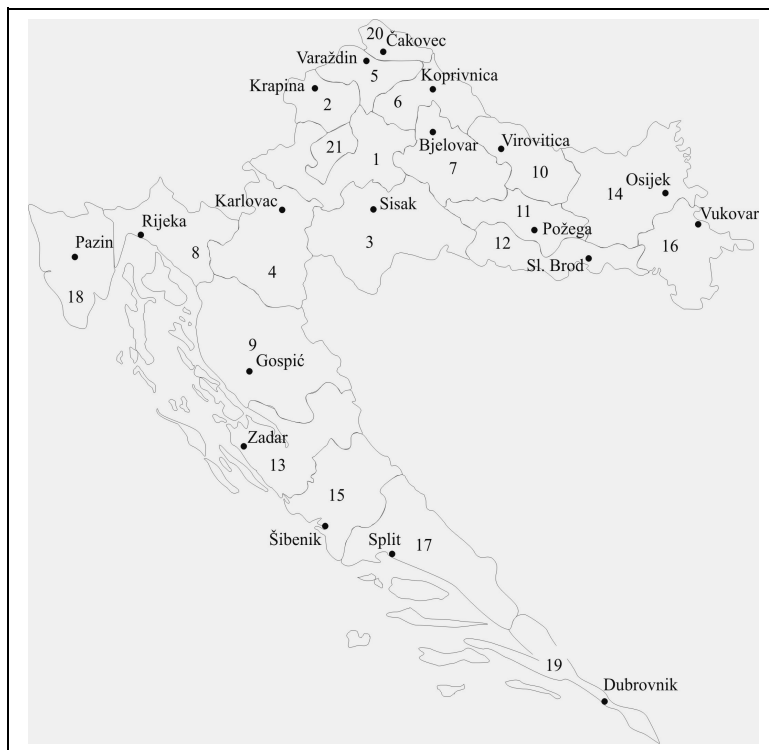 20
Čakovec
Varaždin
5
Krapina
Koprivnica
2
6
Bjelovar
Virovitica
21
1
7
10
Osijek
14
Karlovac
Sisak
11
Vukovar
Rijeka
Požega
Pazin
8
3
12
16
Sl. Brod
4
18
9
Gospić
Zadar
13
15
Šibenik
Split
17
19
Dubrovnik